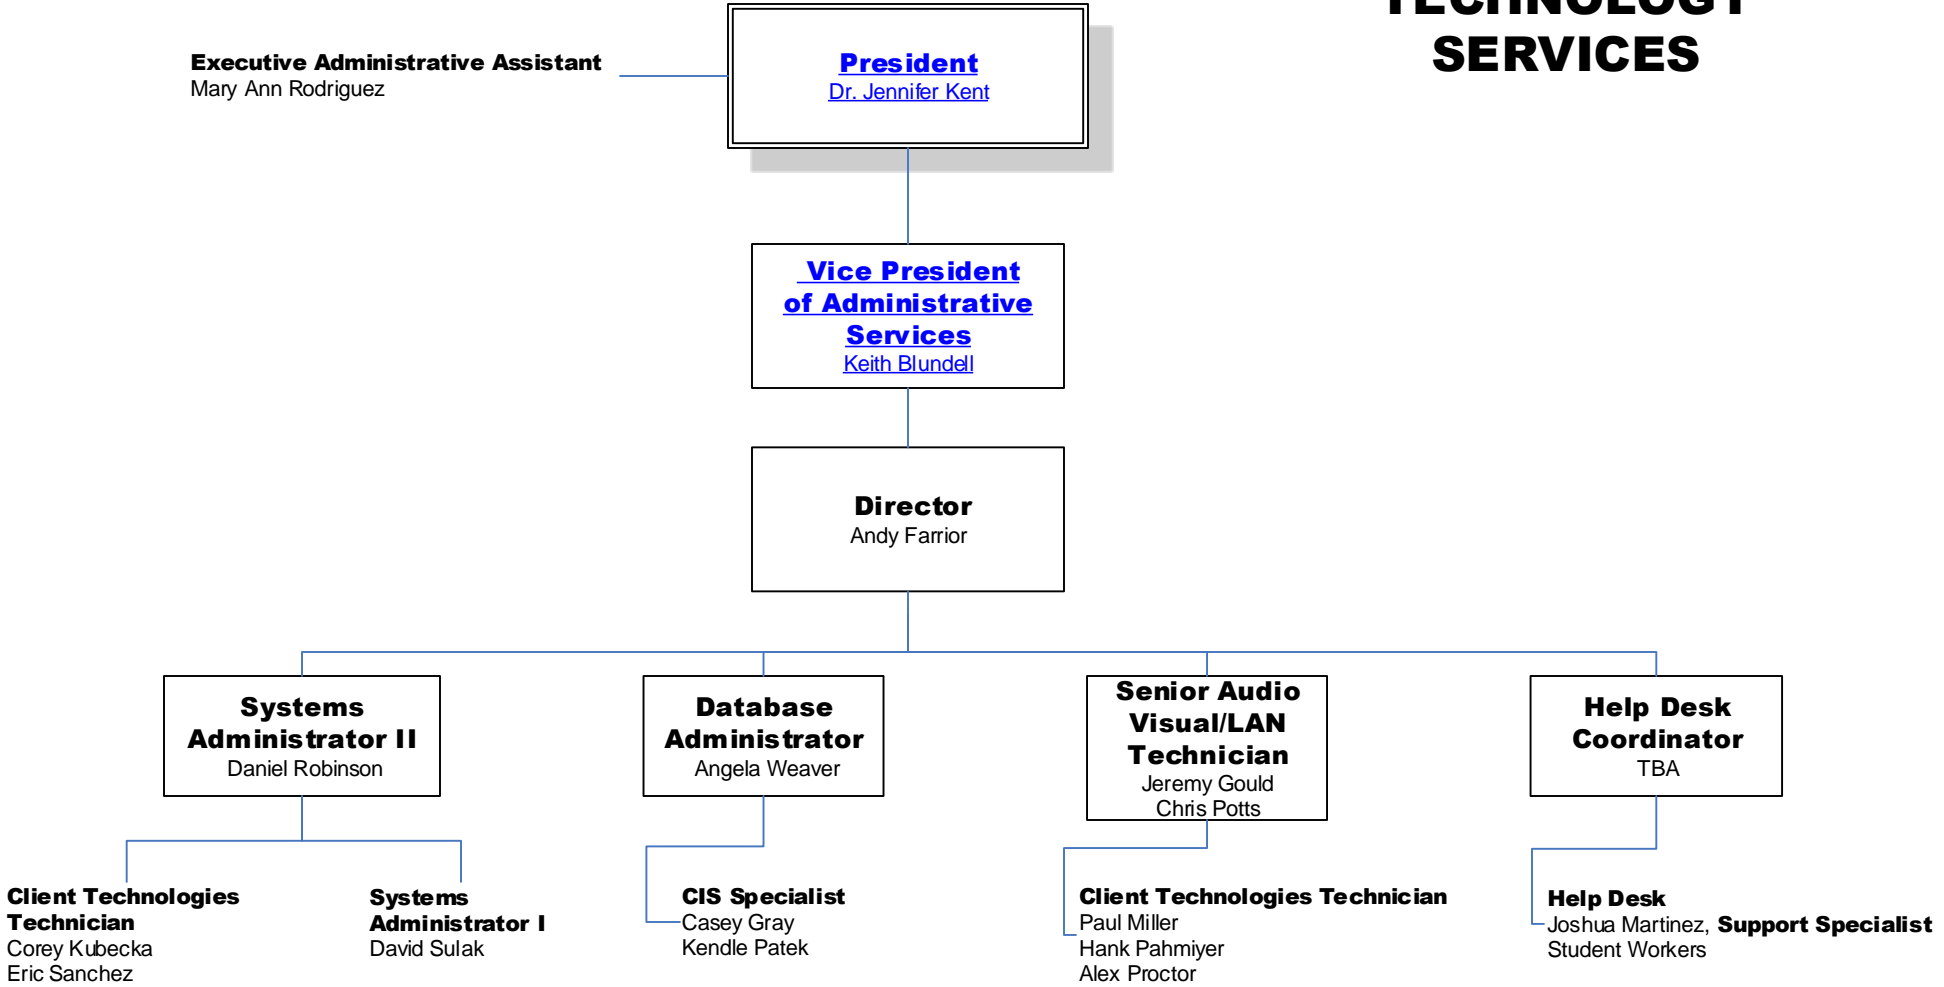 TECHNOLOGY
SERVICES
Executive Administrative Assistant
Mary Ann Rodriguez
President
Dr. Jennifer Kent
Vice President
of Administrative
Services
Keith Blundell
Director
Andy Farrior
Systems
Administrator II
Daniel Robinson
Database
Administrator
Angela Weaver
Senior Audio
Visual/LAN
Technician
Jeremy Gould
Chris Potts
Help Desk
Coordinator
TBA
Client Technologies
Technician
Corey Kubecka
Eric Sanchez
Systems
Administrator I
David Sulak
CIS Specialist
Casey Gray
Kendle Patek
Client Technologies Technician
Paul Miller
Hank Pahmiyer
Alex Proctor
Help Desk
Joshua Martinez, Support Specialist
Student Workers